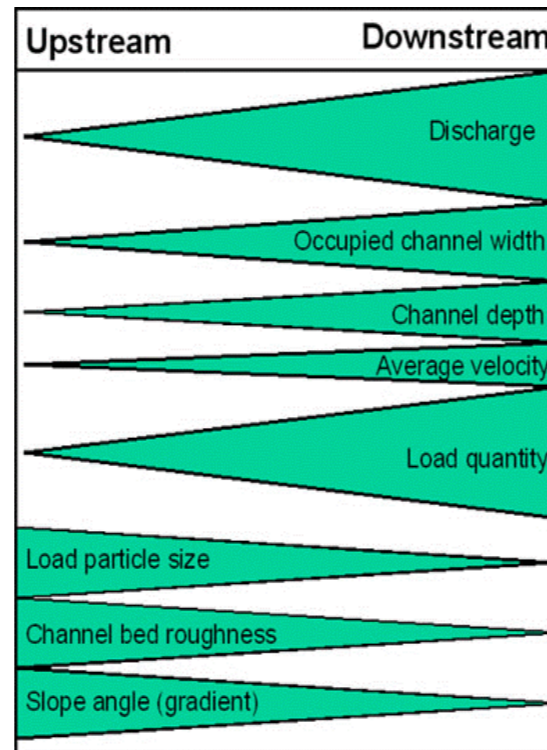 Upstream Downstream
Discharge
Occupied channel width
Channel depth
Average velocity
Load quantity
Load particle size
Channel bed roughness
Slope angle (gradient)